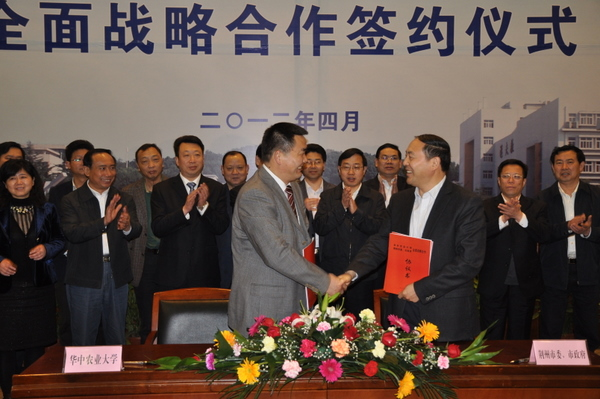 全面战略合作签约仪式
二〇一二年四月
协议书
华中农业大学
荆州市委、市政府